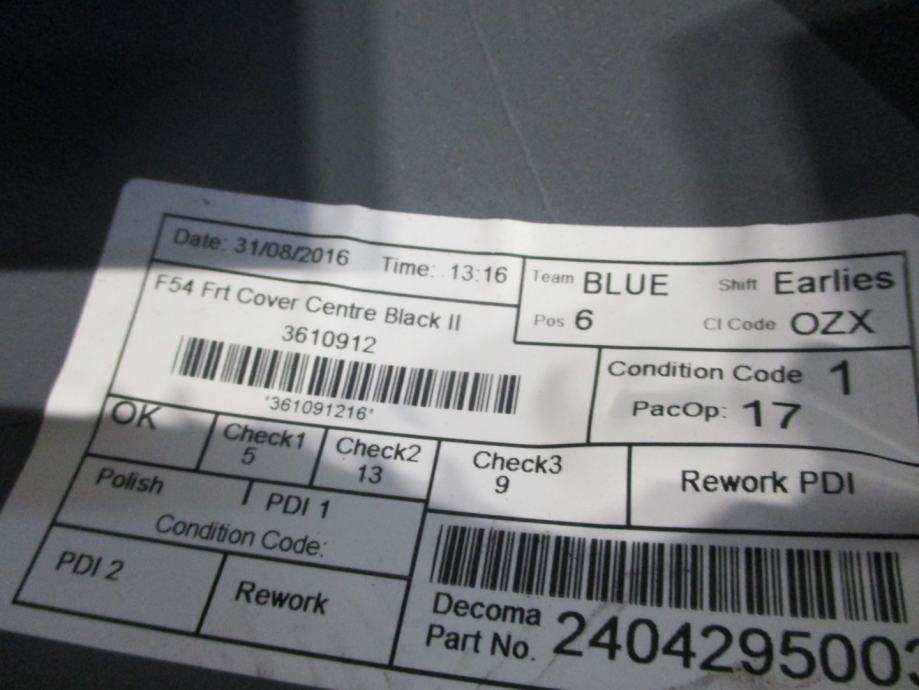 Date: 31/08/2016 Time: 13:16
Team BLUE Shift Earlies
Pos 6 CI Code OZX
F54 Frt Cover Centre Black II
3610912
*361091216*
Condition Code 1
PacOp: 17
OK Check1 Check2 Check3 Rework PDI
5 13 9
Polish PDI 1
Condition Code:
PDI 2 Rework
Decoma
Part No. 2404295003